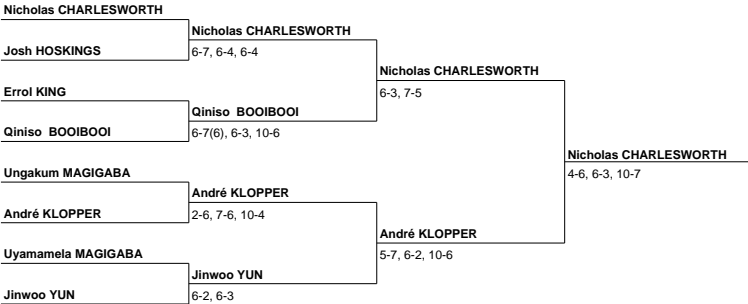 Nicholas CHARLESWORTH
Nicholas CHARLESWORTH
Josh HOSKINGS
6-7, 6-4, 6-4
Nicholas CHARLESWORTH
Errol KING
6-3, 7-5
Qiniso BOOIBOOI
Qiniso BOOIBOOI
6-7(6), 6-3, 10-6
Nicholas CHARLESWORTH
Ungakum MAGIGABA
4-6, 6-3, 10-7
André KLOPPER
André KLOPPER
2-6, 7-6, 10-4
André KLOPPER
Uyamamela MAGIGABA
5-7, 6-2, 10-6
Jinwoo YUN
Jinwoo YUN
6-2, 6-3